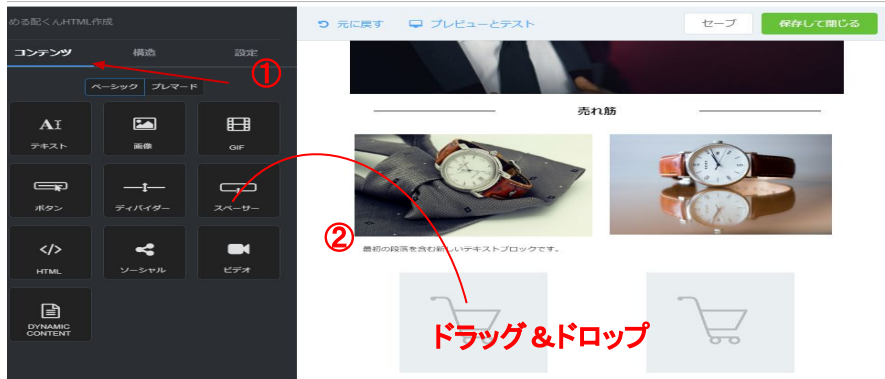 める配くんHTML作成
元に戻す プレビューとテスト セーブ 保存して閉じる
コンテンツ 構造 設定
①
ベーシック プレマード
売れ筋
テキスト 画像 GIF
ボタン ディバイダー スペーサー
②
最初の段落を含む新しいテキストブロックです。
HTML ソーシャル ビデオ
DYNAMIC
CONTENT
ドラッグ&ドロップ